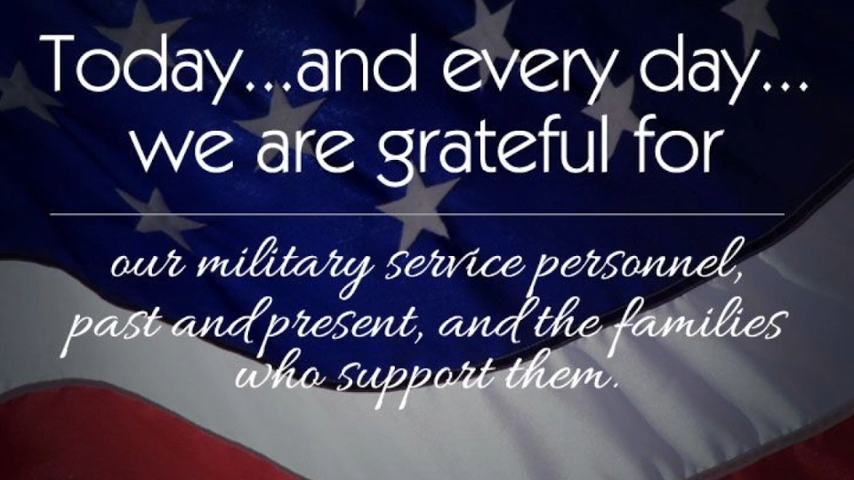 Today...and every day...
we are grateful for
our military service personnel,
past and present, and the families
who support them.